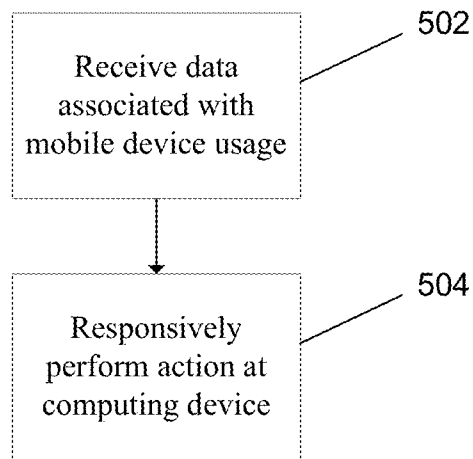 502
Receive data
associated with
mobile device usage
504
Responsively
perform action at
computing device